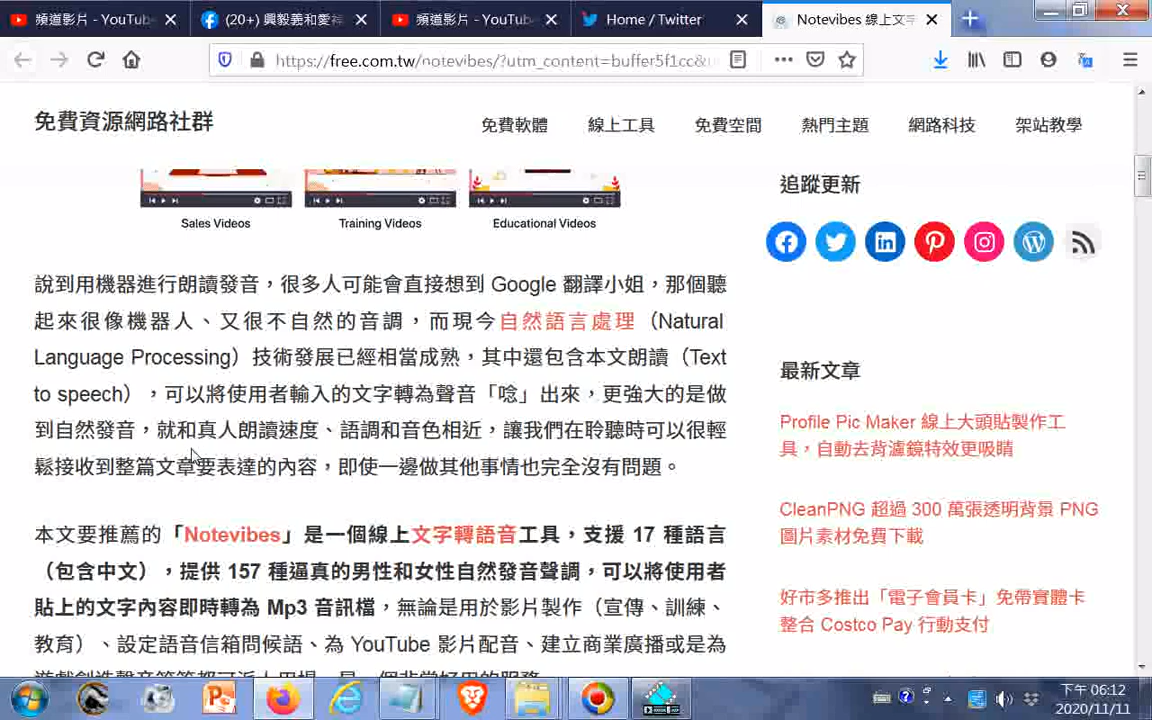 頻道影片 - YouTub
(20+) 興毅義和愛祥
頻道影片 - YouTub
Home / Twitter
Notevibes 線上文字
https://free.com.tw/notevibes/?utm_content=buffer5f1cc&u
免費資源網路社群
免費軟體 線上工具 免費空間 熱門主題 網路科技 架站教學
Sales Videos Training Videos Educational Videos
說到用機器進行朗讀發音，很多人可能會直接想到 Google 翻譯小姐，那個聽
起來很像機器人、又很不自然的音調，而現今自然語言處理（Natural
Language Processing）技術發展已經相當成熟，其中還包含本文朗讀（Text
to speech），可以將使用者輸入的文字轉為聲音「唸」出來，更強大的是做
到自然發音，就和真人朗讀速度、語調和音色相近，讓我們在聆聽時可以很輕
鬆接收到整篇文章要表達的內容，即使一邊做其他事情也完全沒有問題。
本文要推薦的「Notevibes」是一個線上文字轉語音工具，支援 17 種語言
（包含中文），提供 157 種逼真的男性和女性自然發音聲調，可以將使用者
貼上的文字內容即時轉為 Mp3 音訊檔，無論是用於影片製作（宣傳、訓練、
教育）、設定語音信箱問候語、為 YouTube 影片配音、建立商業廣播或是為
追蹤更新
最新文章
Profile Pic Maker 線上大頭貼製作工
具，自動去背濾鏡特效更吸睛
CleanPNG 超過 300 萬張透明背景 PNG
圖片素材免費下載
好市多推出「電子會員卡」免帶實體卡
整合 Costco Pay 行動支付
下午 06:12
2020/11/11